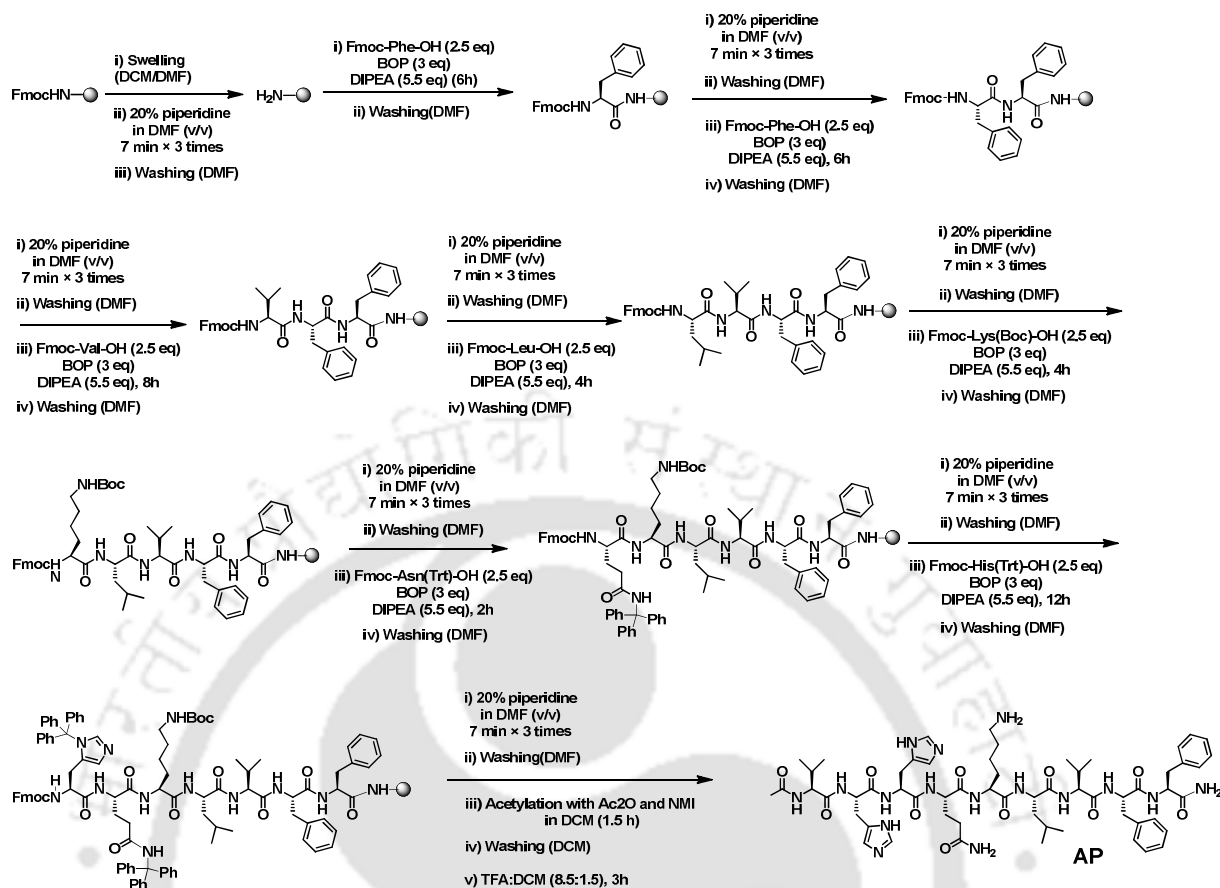 FmocHN
i) Swelling
(DCM/DMF)
ii) 20% piperidine
in DMF (v/v)
7 min × 3 times
iii) Washing (DMF)
H2N
i) Fmoc-Phe-OH (2.5 eq)
BOP (3 eq)
DIPEA (5.5 eq) (6h)
ii) Washing(DMF)
FmocHN
O
NH
i) 20% piperidine
in DMF (v/v)
7 min × 3 times
ii) Washing (DMF)
iii) Fmoc-Phe-OH (2.5 eq)
BOP (3 eq)
DIPEA (5.5 eq), 6h
iv) Washing (DMF)
Fmoc-HN
O
N
H
O
NH
i) 20% piperidine
in DMF (v/v)
7 min × 3 times
ii) Washing (DMF)
iii) Fmoc-Val-OH (2.5 eq)
BOP (3 eq)
DIPEA (5.5 eq), 8h
iv) Washing (DMF)
FmocHN
O
H
N
O
N
H
O
NH
i) 20% piperidine
in DMF (v/v)
7 min × 3 times
ii) Washing (DMF)
iii) Fmoc-Leu-OH (2.5 eq)
BOP (3 eq)
DIPEA (5.5 eq), 4h
iv) Washing (DMF)
FmocHN
O
N
H
O
H
N
O
N
H
O
NH
i) 20% piperidine
in DMF (v/v)
7 min × 3 times
ii) Washing (DMF)
iii) Fmoc-Lys(Boc)-OH (2.5 eq)
BOP (3 eq)
DIPEA (5.5 eq), 4h
iv) Washing (DMF)
NHBoc
FmocHN
O
H
N
O
N
H
O
H
N
O
N
H
O
NH
i) 20% piperidine
in DMF (v/v)
7 min × 3 times
ii) Washing (DMF)
iii) Fmoc-Asn(Trt)-OH (2.5 eq)
BOP (3 eq)
DIPEA (5.5 eq), 2h
iv) Washing (DMF)
NHBoc
FmocHN
O
N
H
O
H
N
O
N
H
O
H
N
O
N
H
O
NH
O
NH
Ph
Ph
Ph
i) 20% piperidine
in DMF (v/v)
7 min × 3 times
ii) Washing (DMF)
iii) Fmoc-His(Trt)-OH (2.5 eq)
BOP (3 eq)
DIPEA (5.5 eq), 12h
iv) Washing (DMF)
Ph
Ph
Ph
N
N
NHBoc
FmocHN
O
H
N
O
N
H
O
H
N
O
N
H
O
H
N
O
N
H
O
NH
O
NH
Ph
Ph
Ph
i) 20% piperidine
in DMF (v/v)
7 min × 3 times
ii) Washing(DMF)
iii) Acetylation with Ac2O and NMI
in DCM (1.5 h)
iv) Washing (DCM)
v) TFA:DCM (8.5:1.5), 3h
NH2
HN
N
O
N
H
O
H
N
O
N
H
O
H
N
O
N
H
O
H
N
O
N
H
O
H
N
O
N
H
O
NH2
N
NH
O
NH2
AP